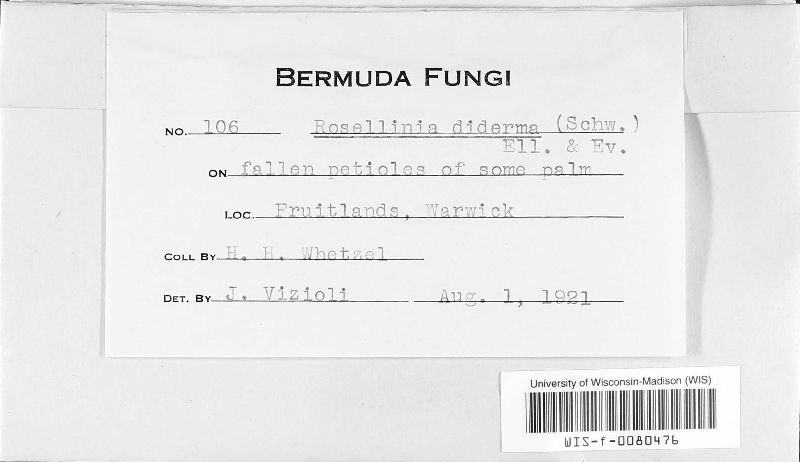 BERMUDA FUNGI
NO. 106 Rosellinia diderma (Schw.)
Ell. & Ev.
ON fallen petioles of some palm
LOC. Fruitlands, Warwick
COLL BY H. H. Whetzel
DET. BY J. Vizioli Aug. 1, 1921
University of Wisconsin-Madison (WIS)
WIS-f-0080476